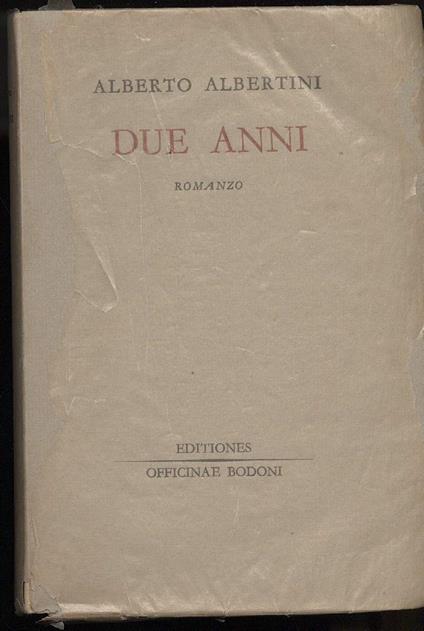 ALBERTO ALBERTINI
DUE ANNI
ROMANZO
EDITIONES
OFFICINAE BODONI